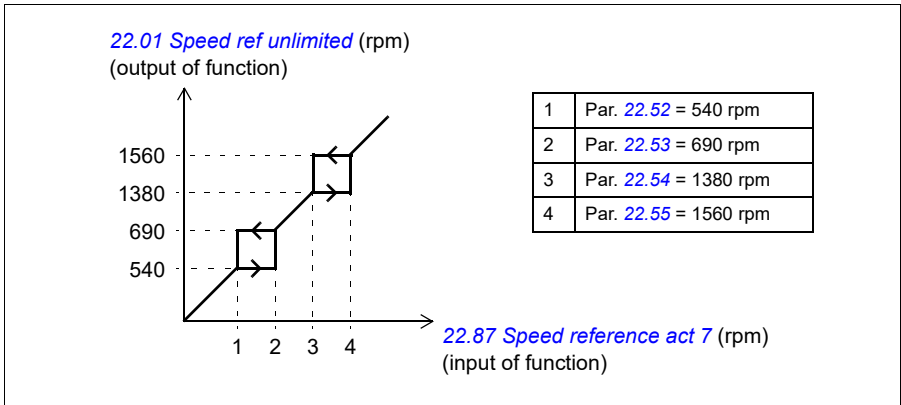 22.01 Speed ref unlimited (rpm)
(output of function)
1 Par. 22.52 = 540 rpm
2 Par. 22.53 = 690 rpm
3 Par. 22.54 = 1380 rpm
4 Par. 22.55 = 1560 rpm
1560
1380
690
540
1 2 3 4
22.87 Speed reference act 7 (rpm)
(input of function)